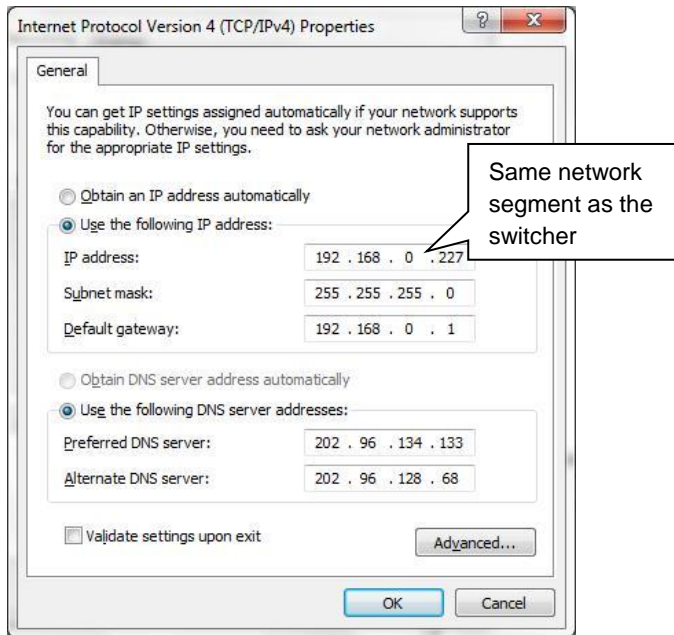 Internet Protocol Version 4 (TCP/IPv4) Properties
General
You can get IP settings assigned automatically if your network supports
this capability. Otherwise, you need to ask your network administrator
for the appropriate IP settings.
Same network
segment as the
switcher
Obtain an IP address automatically
Use the following IP address:
IP address: 192 . 168 . 0 . 227
Subnet mask: 255 . 255 . 255 . 0
Default gateway: 192 . 168 . 0 . 1
Obtain DNS server address automatically
Use the following DNS server addresses:
Preferred DNS server: 202 . 96 . 134 . 133
Alternate DNS server: 202 . 96 . 128 . 68
Validate settings upon exit
Advanced...
OK Cancel